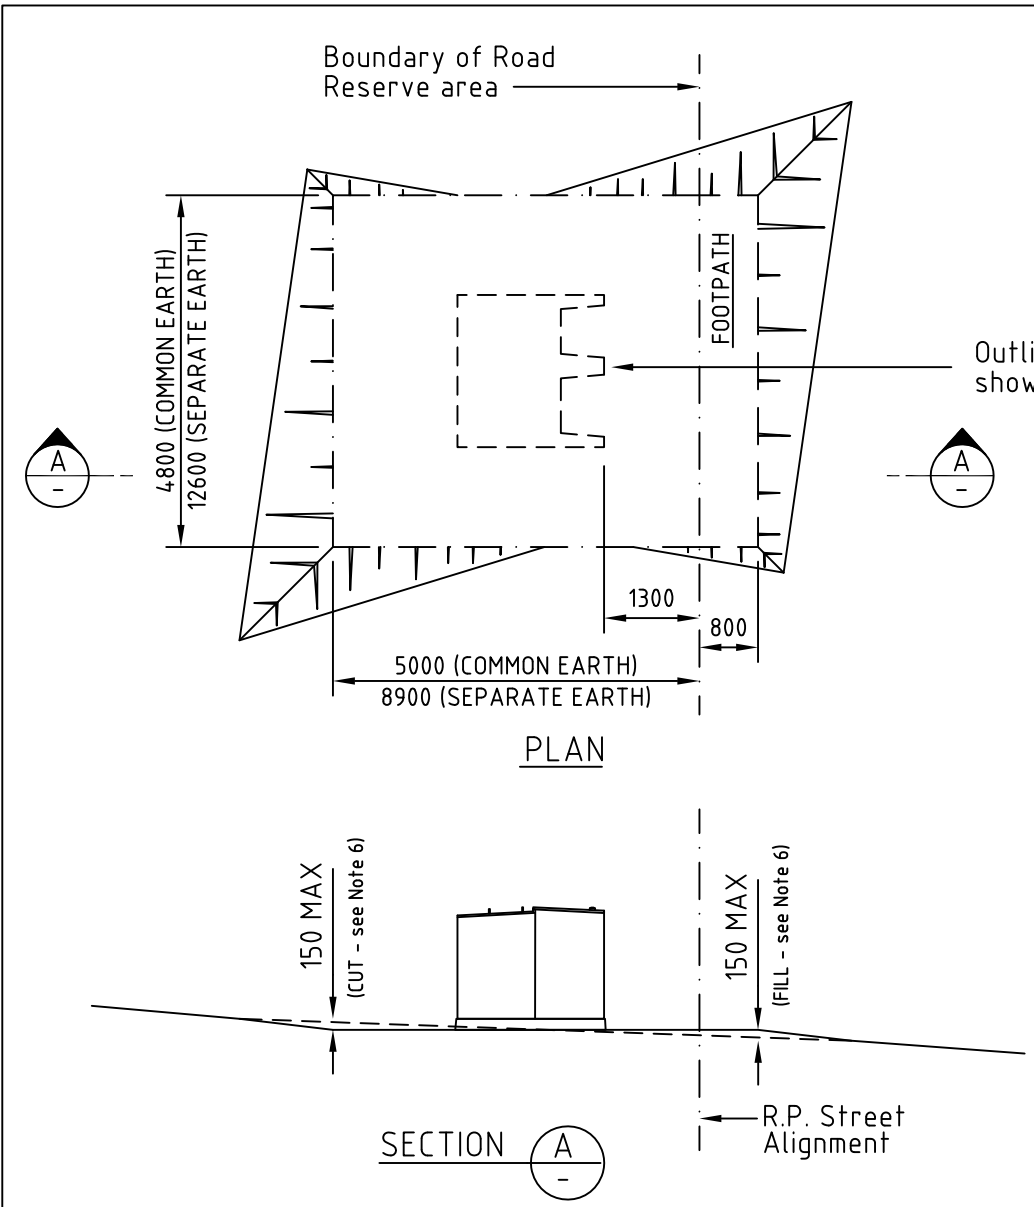 Boundary of Road
Reserve area
4800 (COMMON EARTH)
12600 (SEPARATE EARTH)
FOOTPATH
A
-
A
-
1300
800
5000 (COMMON EARTH)
8900 (SEPARATE EARTH)
PLAN
150 MAX
(CUT - see Note 6)
150 MAX
(FILL - see Note 6)
R.P. Street
Alignment
SECTION
A
-